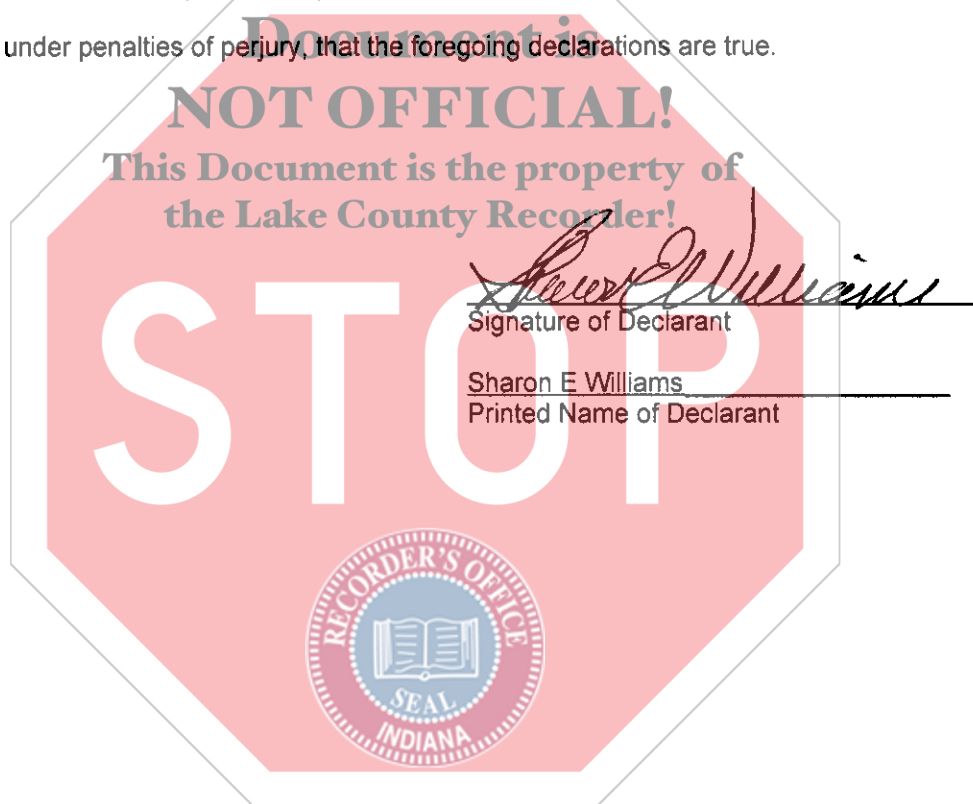 Document is
under penalties of perjury, that the foregoing declarations are true.
NOT OFFICIAL!
This Document is the property of
the Lake County Recorder!
Sharon E Williams
Signature of Declarant
Sharon E Williams
Printed Name of Declarant
STOP
RECORDER'S OFFICE
SEAL
INDIANA